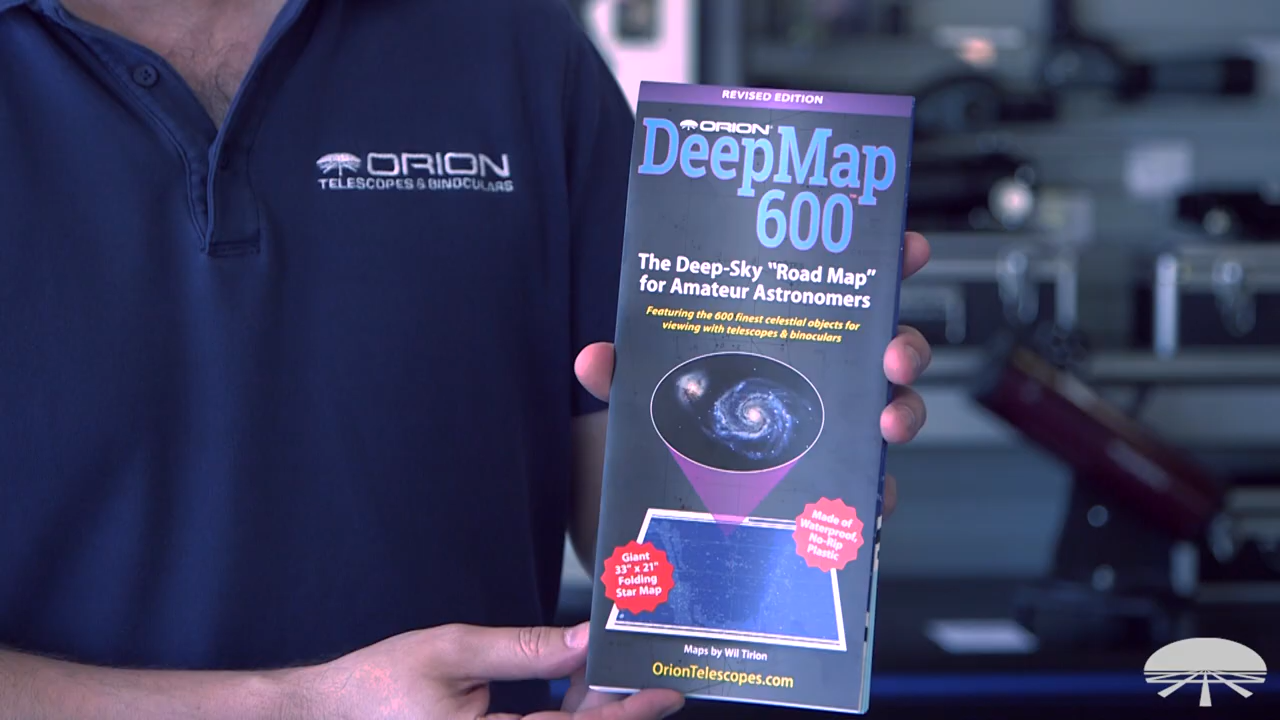 ORION
TELESCOPES & BINOCULARS
REVISED EDITION
ORION
DeepMap
600
The Deep-Sky "Road Map"
for Amateur Astronomers
Featuring the 600 finest celestial objects for
viewing with telescopes & binoculars
Made of
Waterproof,
No-Rip
Plastic
Giant
33" x 21"
Folding
Star Map
Maps by Wil Tirion
OrionTelescopes.com